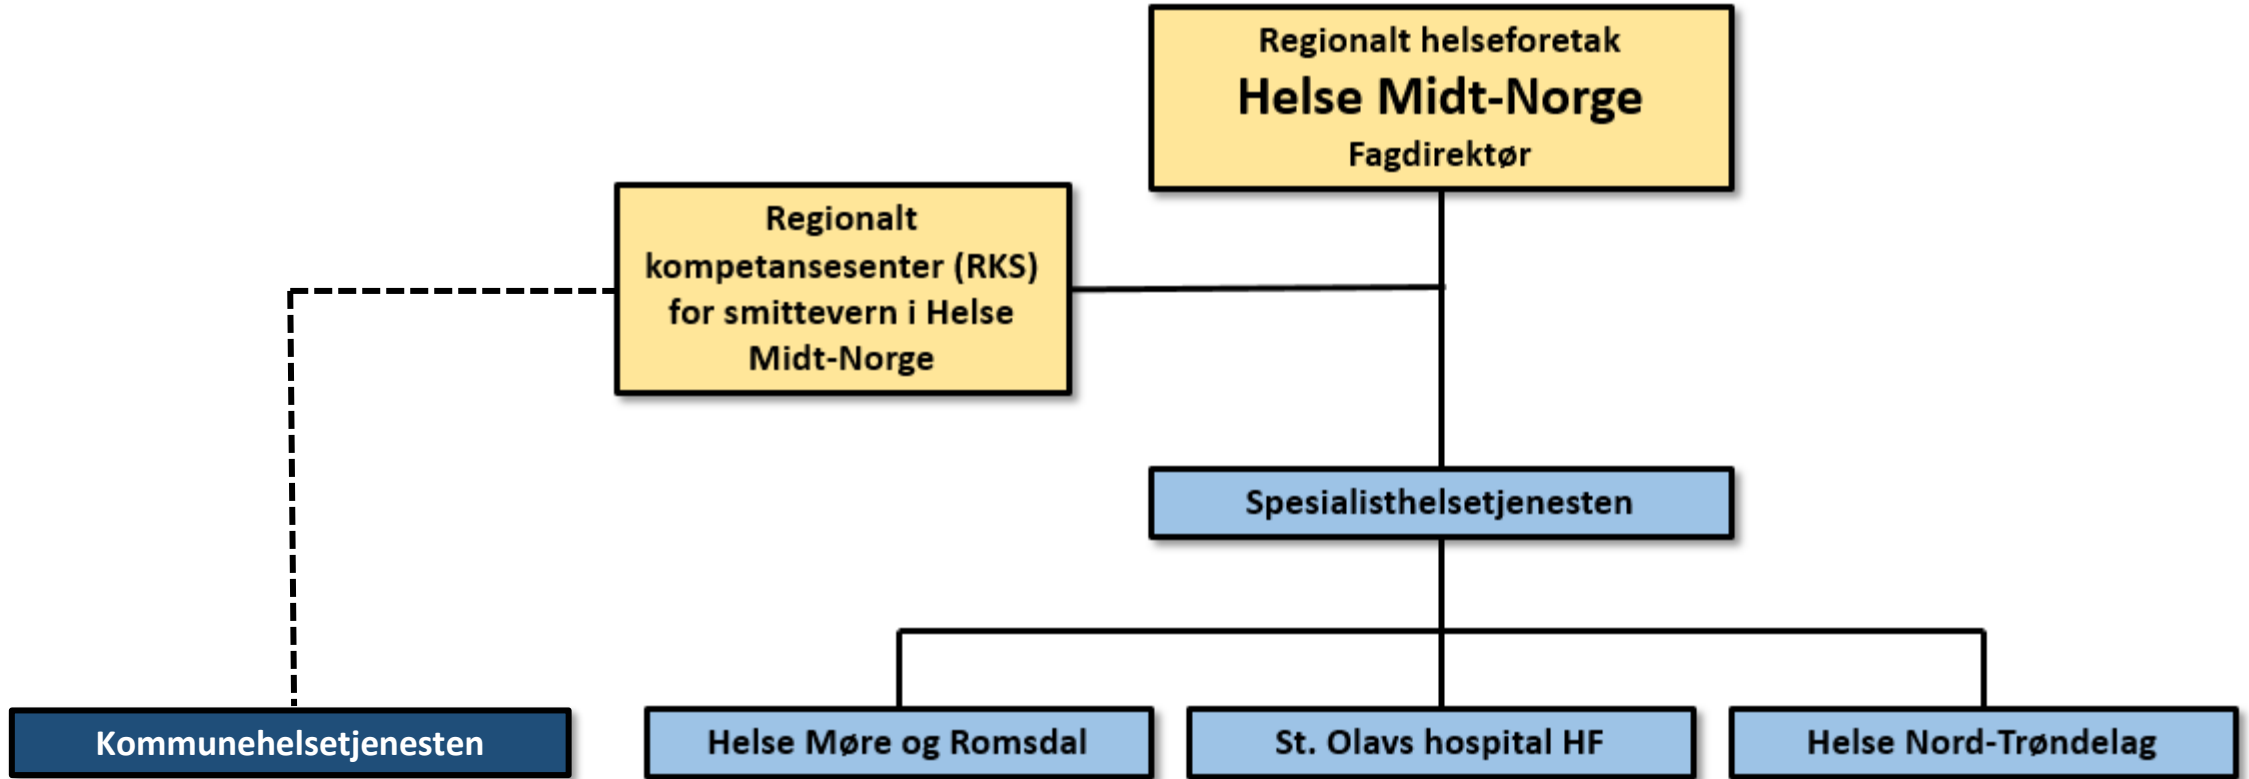 Regionalt helseforetak
Helse Midt-Norge
Fagdirektør
Regionalt
kompetansesenter (RKS)
for smittevern i Helse
Midt-Norge
Spesialisthelsetjenesten
Kommunehelsetjenesten
Helse Møre og Romsdal
St. Olavs hospital HF
Helse Nord-Trøndelag